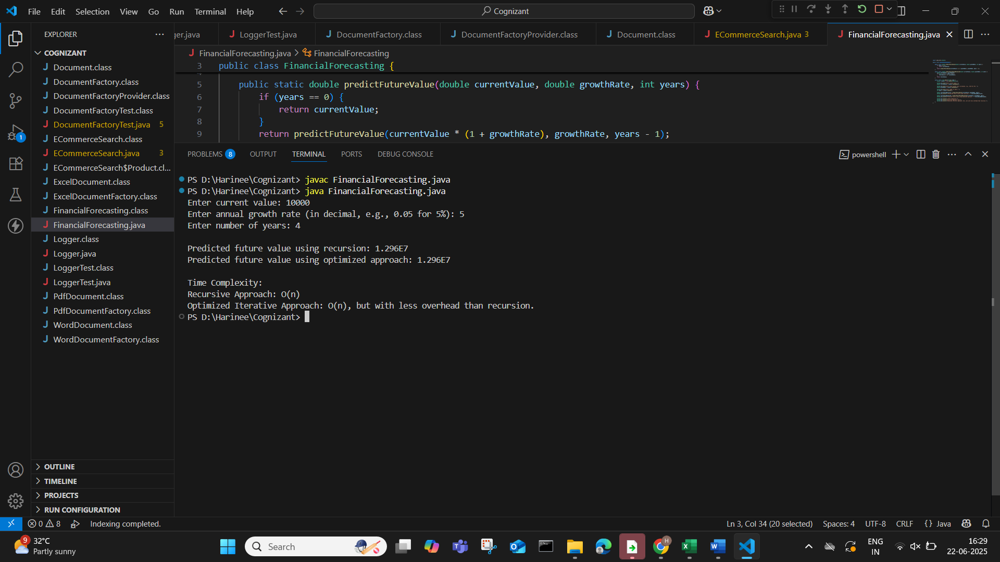 File Edit Selection View Go Run Terminal Help
Cognizant
EXPLORER
COGNIZANT
Document.class
DocumentFactory.class
DocumentFactoryProvider.class
DocumentFactoryTest.class
DocumentFactoryTest.java 5
ECommerceSearch.class
ECommerceSearch.java 3
ECommerceSearch$Product.cl...
ExcelDocument.class
ExcelDocumentFactory.class
FinancialForecasting.class
FinancialForecasting.java
Logger.class
Logger.java
LoggerTest.class
LoggerTest.java
PdfDocument.class
PdfDocumentFactory.class
WordDocument.class
WordDocumentFactory.class
OUTLINE
TIMELINE
PROJECTS
RUN CONFIGURATION
1
ger.java LoggerTest.java DocumentFactory.class DocumentFactoryProvider.class Document.class ECommerceSearch.java 3 FinancialForecasting.java
FinancialForecasting.java > FinancialForecasting
3 public class FinancialForecasting {
5 public static double predictFutureValue(double currentValue, double growthRate, int years) {
6 if (years == 0) {
7 return currentValue;
8 }
9 return predictFutureValue(currentValue * (1 + growthRate), growthRate, years - 1);
PROBLEMS 8 OUTPUT TERMINAL PORTS DEBUG CONSOLE
powershell
PS D:\Harinee\Cognizant> javac FinancialForecasting.java
PS D:\Harinee\Cognizant> java FinancialForecasting.java
Enter current value: 10000
Enter annual growth rate (in decimal, e.g., 0.05 for 5%): 5
Enter number of years: 4
Predicted future value using recursion: 1.296E7
Predicted future value using optimized approach: 1.296E7
Time Complexity:
Recursive Approach: O(n)
Optimized Iterative Approach: O(n), but with less overhead than recursion.
PS D:\Harinee\Cognizant>
0 8 Indexing completed.
Ln 3, Col 34 (20 selected) Spaces: 4 UTF-8 CRLF {} Java
9 32°C
Partly sunny
Search
H
ENG
IN
16:29
22-06-2025